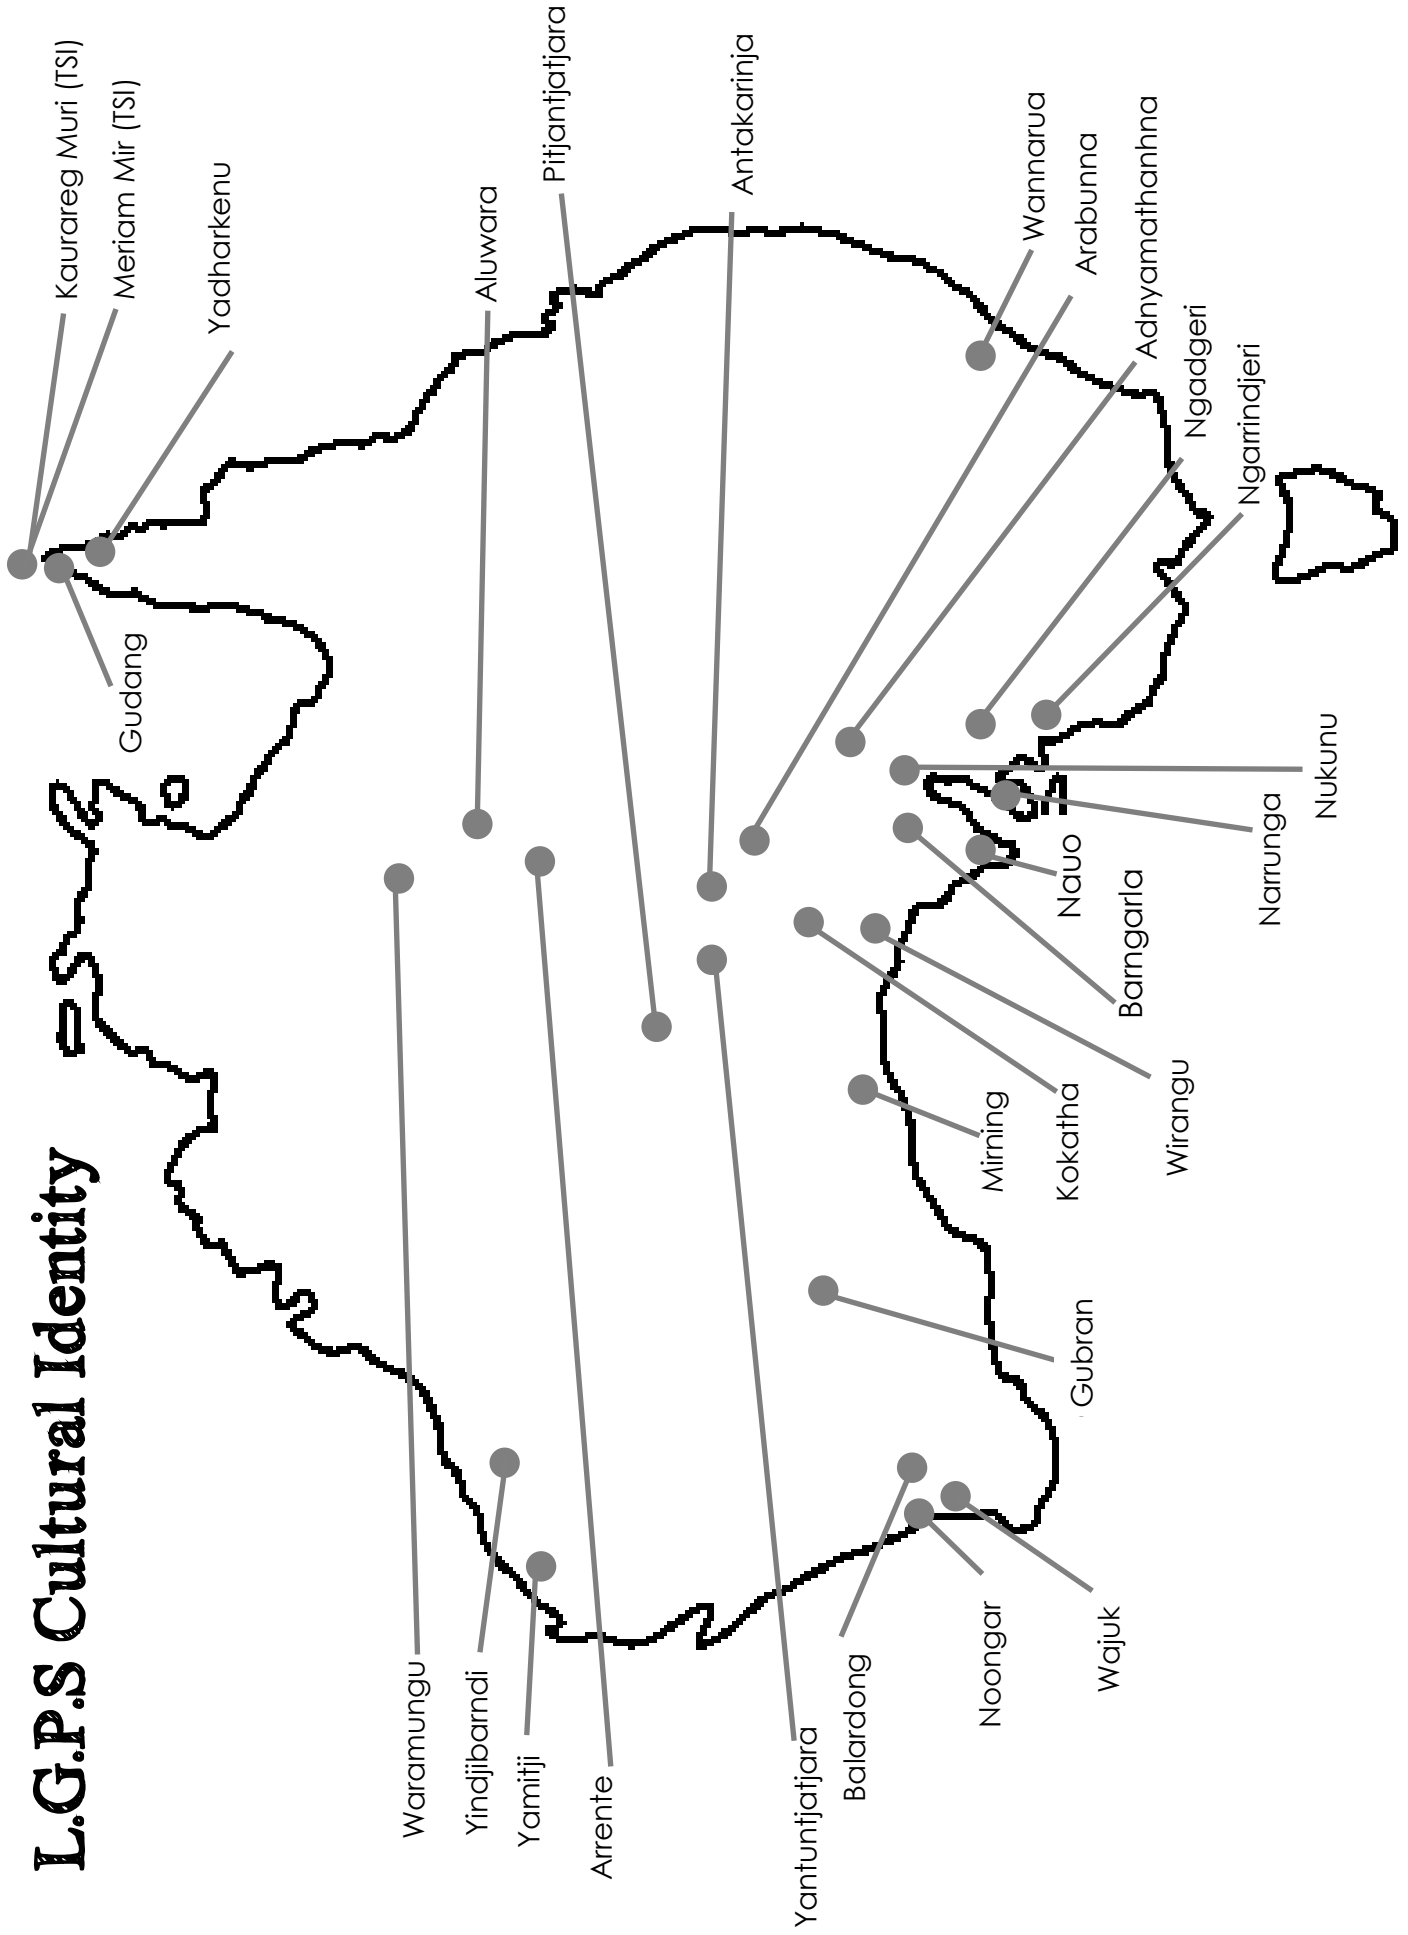 L.G.P.S Cultural Identity
Kaurareg Muri (TSI)
Meriam Mir (TSI)
Yadharkenu
Gudang
Waramungu
Yindjibarndi
Yamitji
Arrente
Yantuntjatjara
Balardong
Noongar
Wajuk
Gubran
Mirning
Kokatha
Wirangu
Barngarla
Nauo
Narrunga
Nukunu
Aluwara
Pitjantjatjara
Antakarinja
Wannarua
Arabunna
Adnyamathanhna
Ngadgeri
Ngarrindjeri